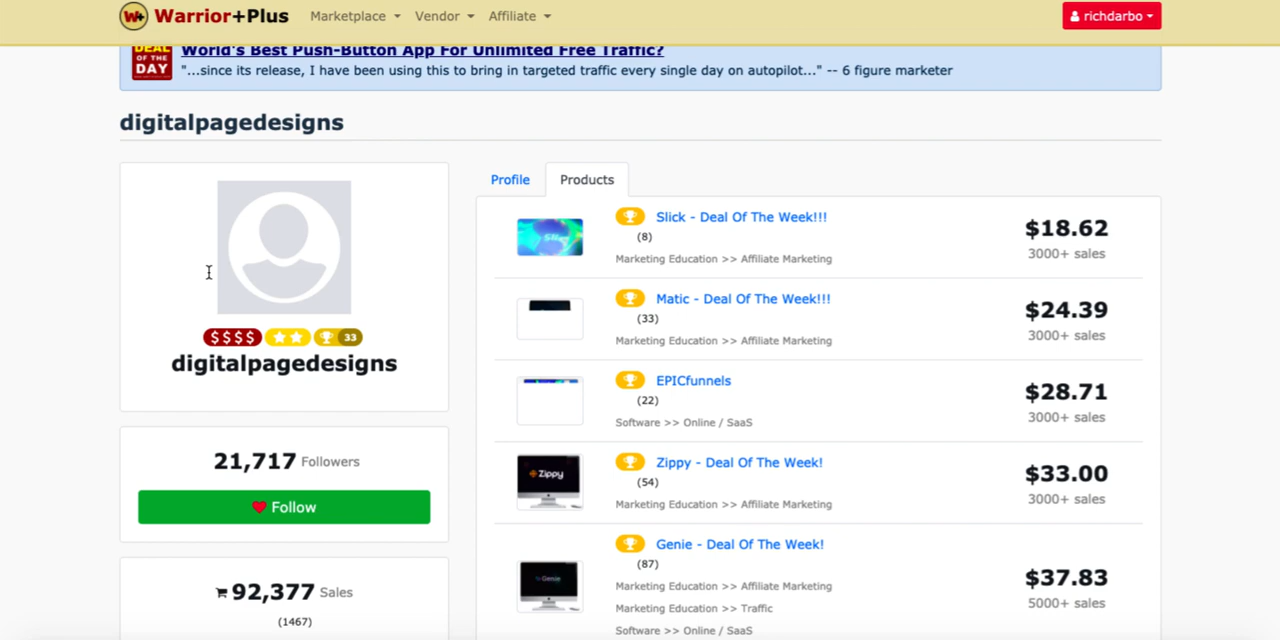 W+ Warrior+Plus Marketplace Vendor Affiliate richdarbo
DEAL OF THE DAY
World's Best Push-Button App For Unlimited Free Traffic?
"...since its release, I have been using this to bring in targeted traffic every single day on autopilot..." -- 6 figure marketer
digitalpagedesigns
$$$$ 33
digitalpagedesigns
21,717 Followers
Follow
92,377 Sales
(1467)
Profile Products
Slick - Deal Of The Week!!!
(8)
Marketing Education >> Affiliate Marketing
$18.62
3000+ sales
Matic - Deal Of The Week!!!
(33)
Marketing Education >> Affiliate Marketing
$24.39
3000+ sales
EPICfunnels
(22)
Software >> Online / SaaS
$28.71
3000+ sales
Zippy
Zippy - Deal Of The Week!
(54)
Marketing Education >> Affiliate Marketing
$33.00
3000+ sales
Genie
Genie - Deal Of The Week!
(87)
Marketing Education >> Affiliate Marketing
Marketing Education >> Traffic
Software >> Online / SaaS
$37.83
5000+ sales